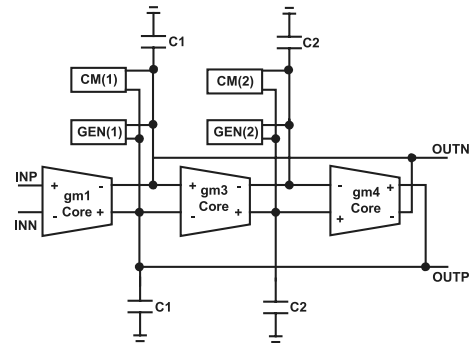 C1
C2
CM(1)
CM(2)
GEN(1)
GEN(2)
OUTN
INP
+ -
+ -
- +
gm1
gm3
gm4
Core
Core
Core
INN
- +
- +
+ -
OUTP
C1
C2